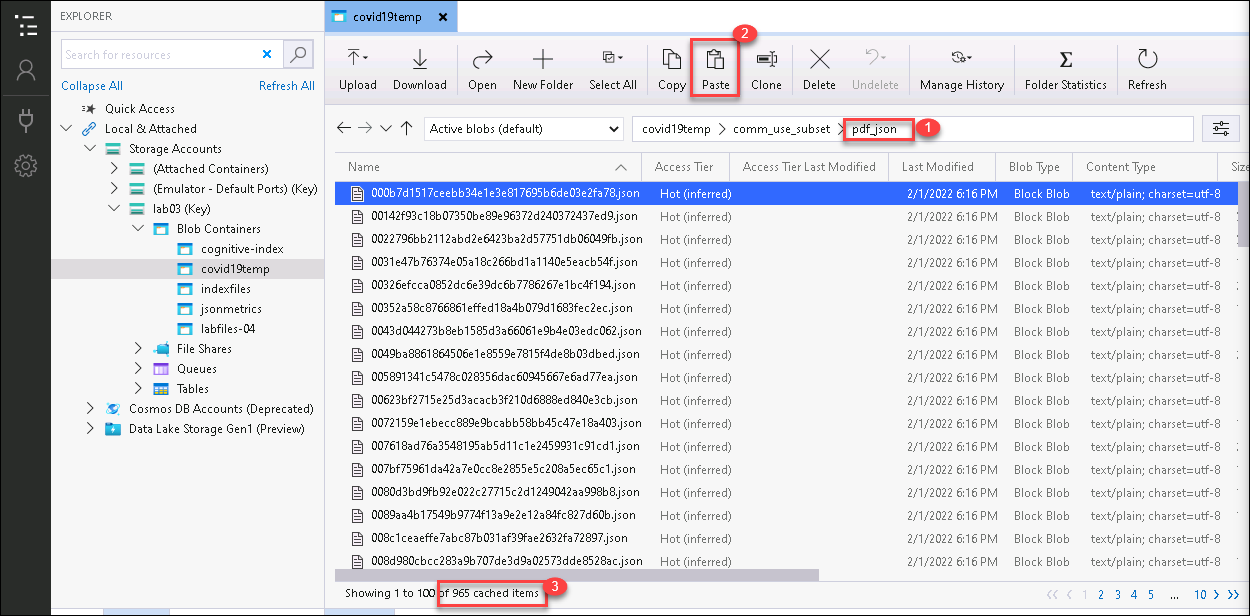 EXPLORER
Search for resources
Collapse All Refresh All
Quick Access
Local & Attached
Storage Accounts
(Attached Containers)
(Emulator - Default Ports) (Key)
lab03 (Key)
Blob Containers
cognitive-index
covid19temp
indexfiles
jsonmetrics
labfiles-04
File Shares
Queues
Tables
Cosmos DB Accounts (Deprecated)
Data Lake Storage Gen1 (Preview)
covid19temp
2
Upload Download Open New Folder Select All Copy Paste Clone Delete Undelete Manage History Folder Statistics Refresh
Active blobs (default) covid19temp comm_use_subset pdf_json 1
Name Access Tier Access Tier Last Modified Last Modified Blob Type Content Type Size
000b7d1517ceebb34e1e3e817695b6de03e2fa78.json Hot (inferred) 2/1/2022 6:16 PM Block Blob text/plain; charset=utf-8
00142f93c18b07350be89e96372d240372437ed9.json Hot (inferred) 2/1/2022 6:16 PM Block Blob text/plain; charset=utf-8
0022796bb2112abd2e6423ba2d57751db06049fb.json Hot (inferred) 2/1/2022 6:16 PM Block Blob text/plain; charset=utf-8
0031e47b76374e05a18c266bd1a1140e5eacb54f.json Hot (inferred) 2/1/2022 6:16 PM Block Blob text/plain; charset=utf-8
00326efcca0852dc6e39dc6b7786267e1bc4f194.json Hot (inferred) 2/1/2022 6:16 PM Block Blob text/plain; charset=utf-8
00352a58c8766861effed18a4b079d1683fec2ec.json Hot (inferred) 2/1/2022 6:16 PM Block Blob text/plain; charset=utf-8
0043d044273b8eb1585d3a66061e9b4e03edc062.json Hot (inferred) 2/1/2022 6:16 PM Block Blob text/plain; charset=utf-8
0049ba8861864506e1e8559e7815f4de8b03dbed.json Hot (inferred) 2/1/2022 6:16 PM Block Blob text/plain; charset=utf-8
005891341c5478c028356dac60945667e6ad77ea.json Hot (inferred) 2/1/2022 6:16 PM Block Blob text/plain; charset=utf-8
00623bf2715e25d3acacb3f210d6888ed840e3cb.json Hot (inferred) 2/1/2022 6:16 PM Block Blob text/plain; charset=utf-8
0072159e1ebecc889e9bcabb58bb45c47e18a403.json Hot (inferred) 2/1/2022 6:16 PM Block Blob text/plain; charset=utf-8
007618ad76a3548195ab5d11c1e2459931c91cd1.json Hot (inferred) 2/1/2022 6:16 PM Block Blob text/plain; charset=utf-8
007bf75961da42a7e0cc8e2855e5c208a5ec65c1.json Hot (inferred) 2/1/2022 6:16 PM Block Blob text/plain; charset=utf-8
0080d3bd9fb92e022c27715c2d1249042aa998b8.json Hot (inferred) 2/1/2022 6:16 PM Block Blob text/plain; charset=utf-8
0089aa4b17549b9774f13a9e2e12a84fc827d60b.json Hot (inferred) 2/1/2022 6:16 PM Block Blob text/plain; charset=utf-8
008c1ceaeffe7abc87b031af39fae2632fa72897.json Hot (inferred) 2/1/2022 6:16 PM Block Blob text/plain; charset=utf-8
008d980cbcc283a9b707de3d9a02573dde8528ac.json Hot (inferred) 2/1/2022 6:16 PM Block Blob text/plain; charset=utf-8
Showing 1 to 100 of 965 cached items 3 1 2 3 4 5 ... 10